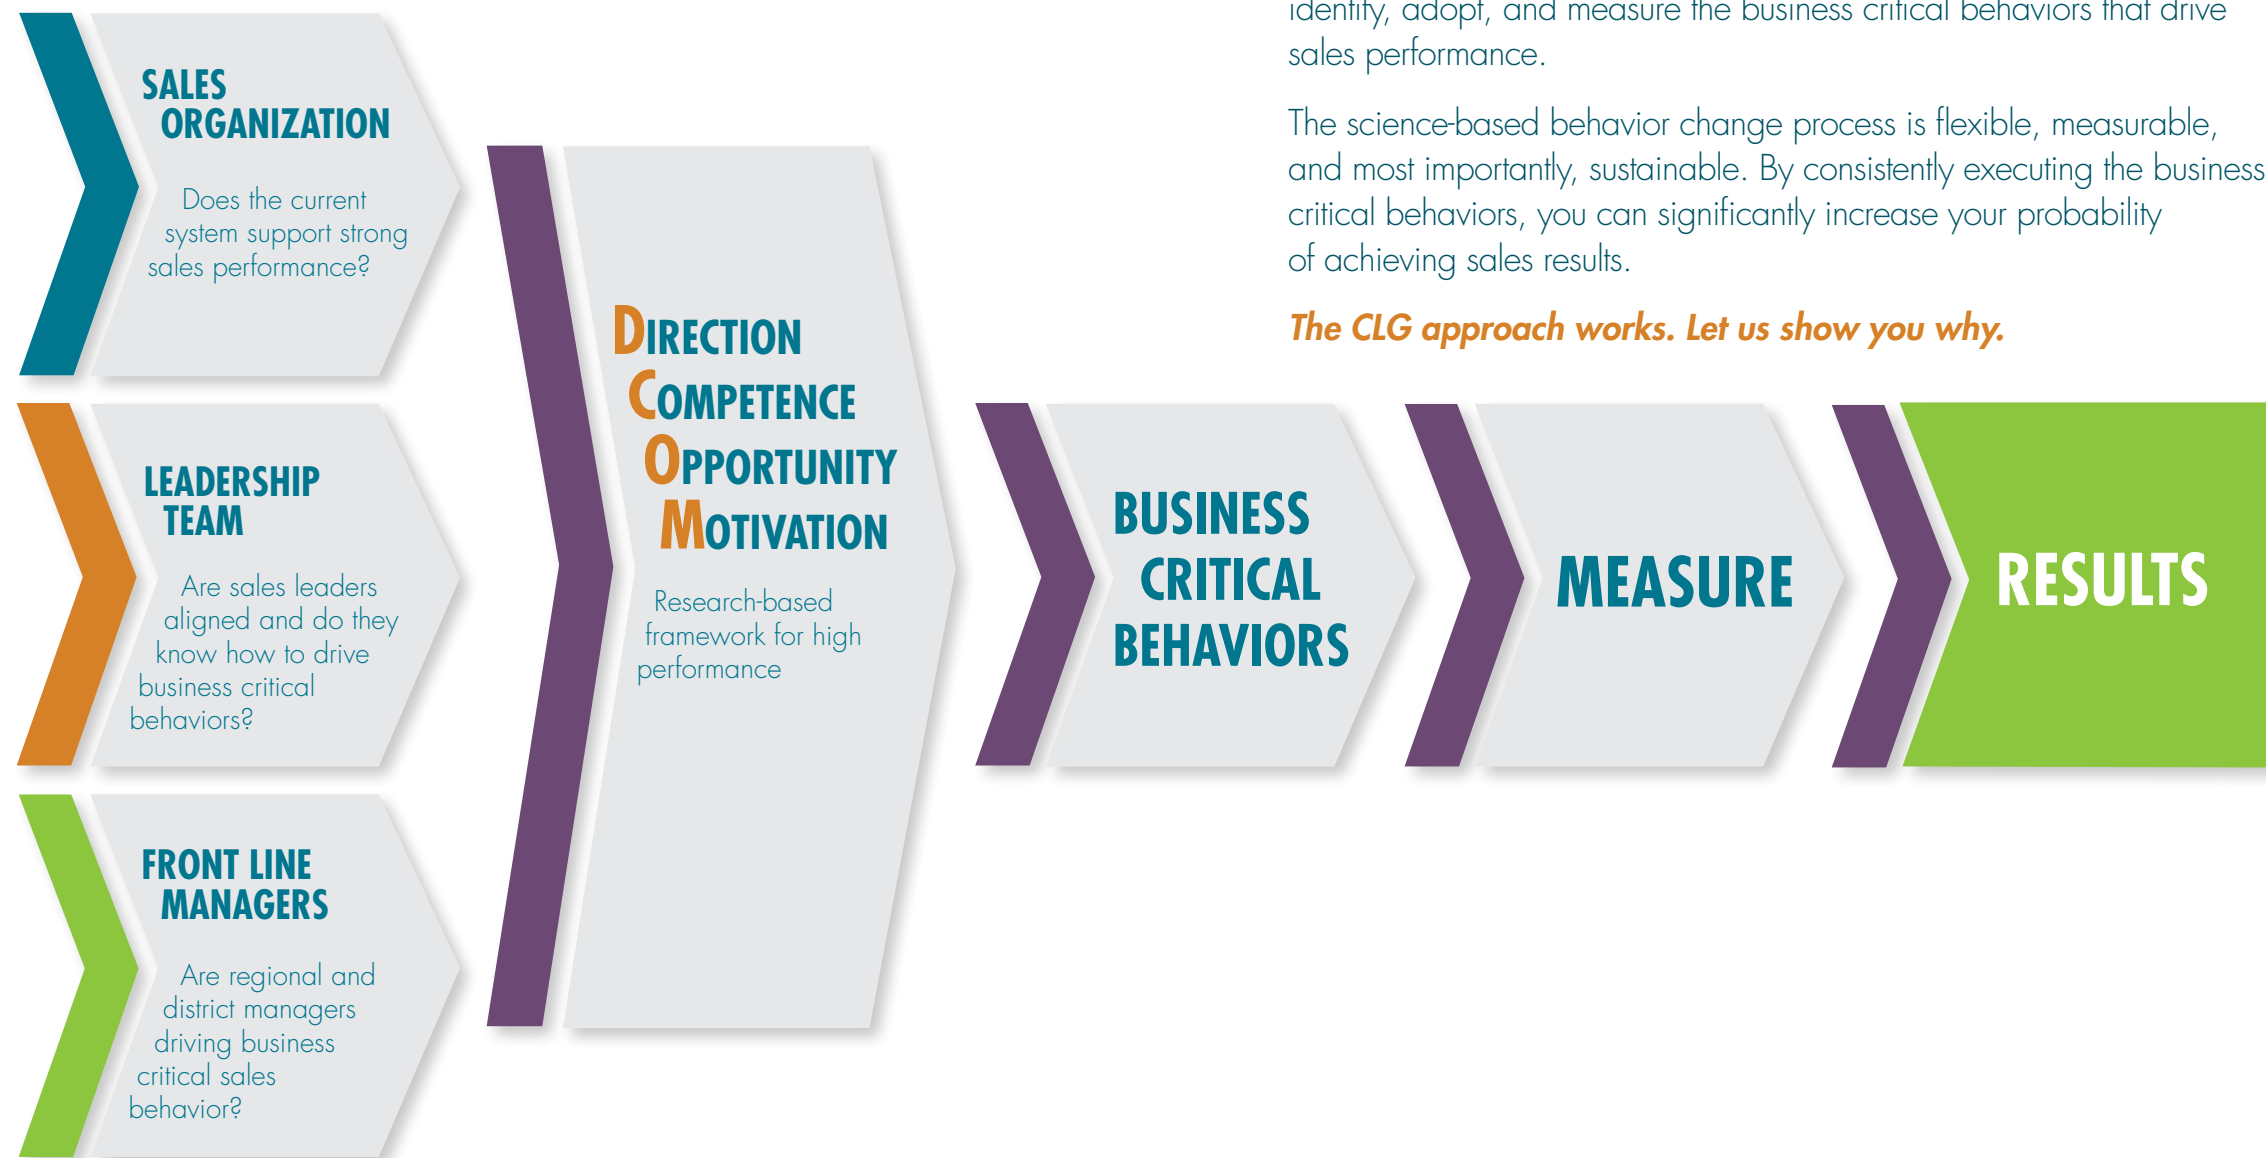 SALES
ORGANIZATION
Does the current
system support strong
sales performance?
LEADERSHIP
TEAM
Are sales leaders
aligned and do they
know how to drive
business critical
behaviors?
FRONT LINE
MANAGERS
Are regional and
district managers
driving business
critical sales
behavior?
DIRECTION
COMPETENCE
OPPORTUNITY
MOTIVATION
Research-based
framework for high
performance
identify, adopt, and measure the business critical behaviors that drive
sales performance.
The science-based behavior change process is flexible, measurable,
and most importantly, sustainable. By consistently executing the business
critical behaviors, you can significantly increase your probability
of achieving sales results.
The CLG approach works. Let us show you why.
BUSINESS
CRITICAL
BEHAVIORS
MEASURE
RESULTS